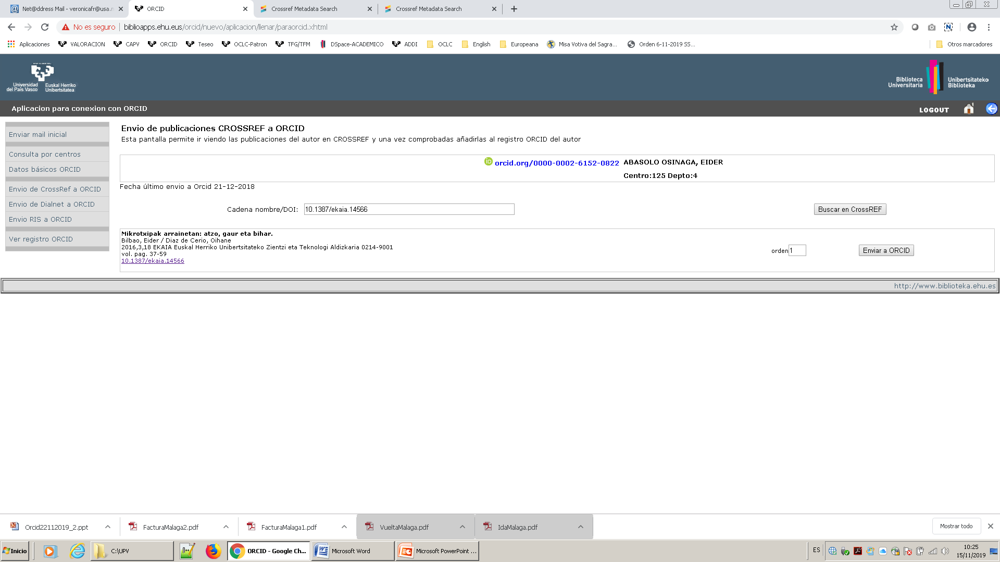 Net@ddress Mail - veronicafr@usa.n
ORCID
Crossref Metadata Search
Crossref Metadata Search
No es seguro | biblioapps.ehu.eus/orcid/nuevo/aplicacion/llenar/paraorcid.xhtml
Aplicaciones VALORACION CAPV ORCID Teseo OCLC-Patron TFG/TFM DSpace-ACADEMICO ADDI OCLC English Europeana Misa Votiva del Sagra... Orden 6-11-2019 SS... Otros marcadores
Universidad del País Vasco
Euskal Herriko Unibertsitatea
Biblioteca Universitaria
Unibertsitateko Biblioteka
Aplicacion para conexion con ORCID
LOGOUT
Enviar mail inicial
Consulta por centros
Datos básicos ORCID
Envio de CrossRef a ORCID
Envio de Dialnet a ORCID
Envio RIS a ORCID
Ver registro ORCID
Envio de publicaciones CROSSREF a ORCID
Esta pantalla permite ir viendo las publicaciones del autor en CROSSREF y una vez comprobadas añadirlas al registro ORCID del autor
iD orcid.org/0000-0002-6152-0822 ABASOLO OSINAGA, EIDER
Centro:125 Depto:4
Fecha último envio a Orcid 21-12-2018
Cadena nombre/DOI: 10.1387/ekaia.14566 Buscar en CrossREF
Mikrotxipak arrainetan: atzo, gaur eta bihar.
Bilbao, Eider / Diaz de Cerio, Oihane
2016,3,18 EKAIA Euskal Herriko Unibertsitateko Zientzi eta Teknologi Aldizkaria 0214-9001
vol. pag. 37-59
10.1387/ekaia.14566
orden 1 Enviar a ORCID
http://www.biblioteka.ehu.es
Orcid22112019_2.ppt FacturaMalaga2.pdf FacturaMalaga1.pdf VueltaMalaga.pdf IdaMalaga.pdf Mostrar todo
Inicio C:\UPV ORCID - Google Ch... Microsoft Word Microsoft PowerPoint ... ES 10:25
15/11/2019